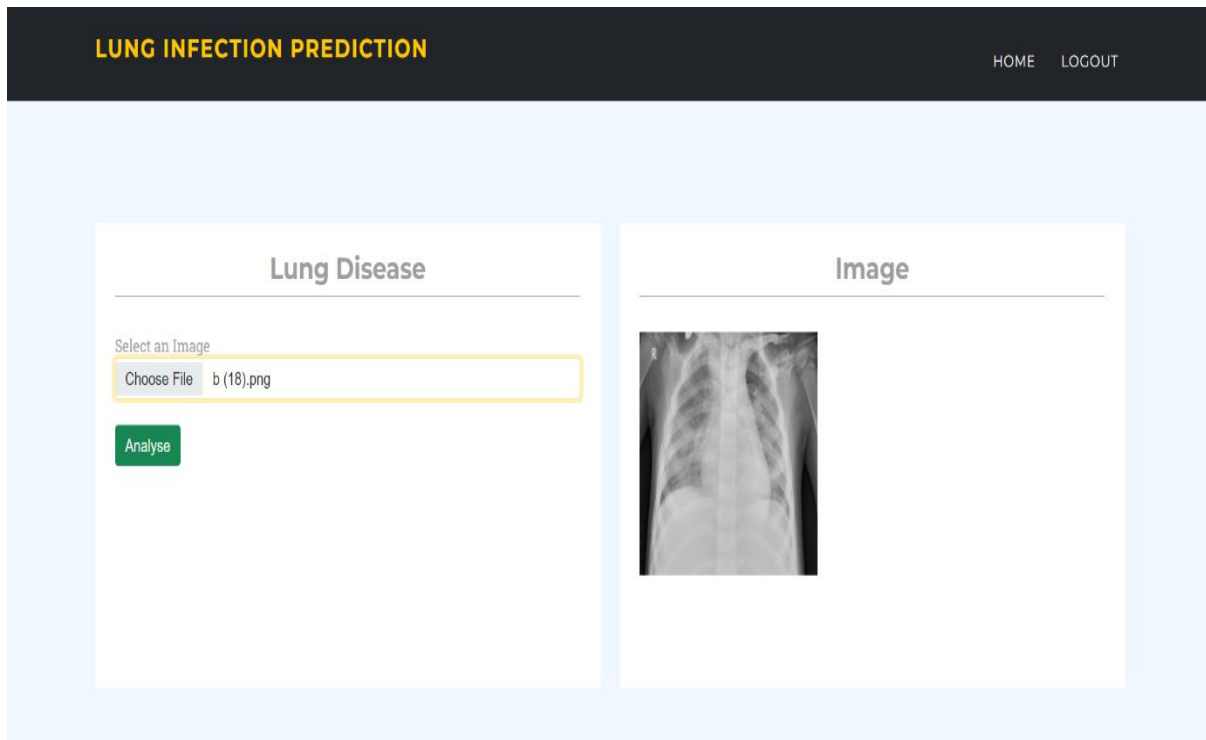 LUNG INFECTION PREDICTION
HOME LOGOUT
Lung Disease
Select an Image
Choose File b (18).png
Analyse
Image
R